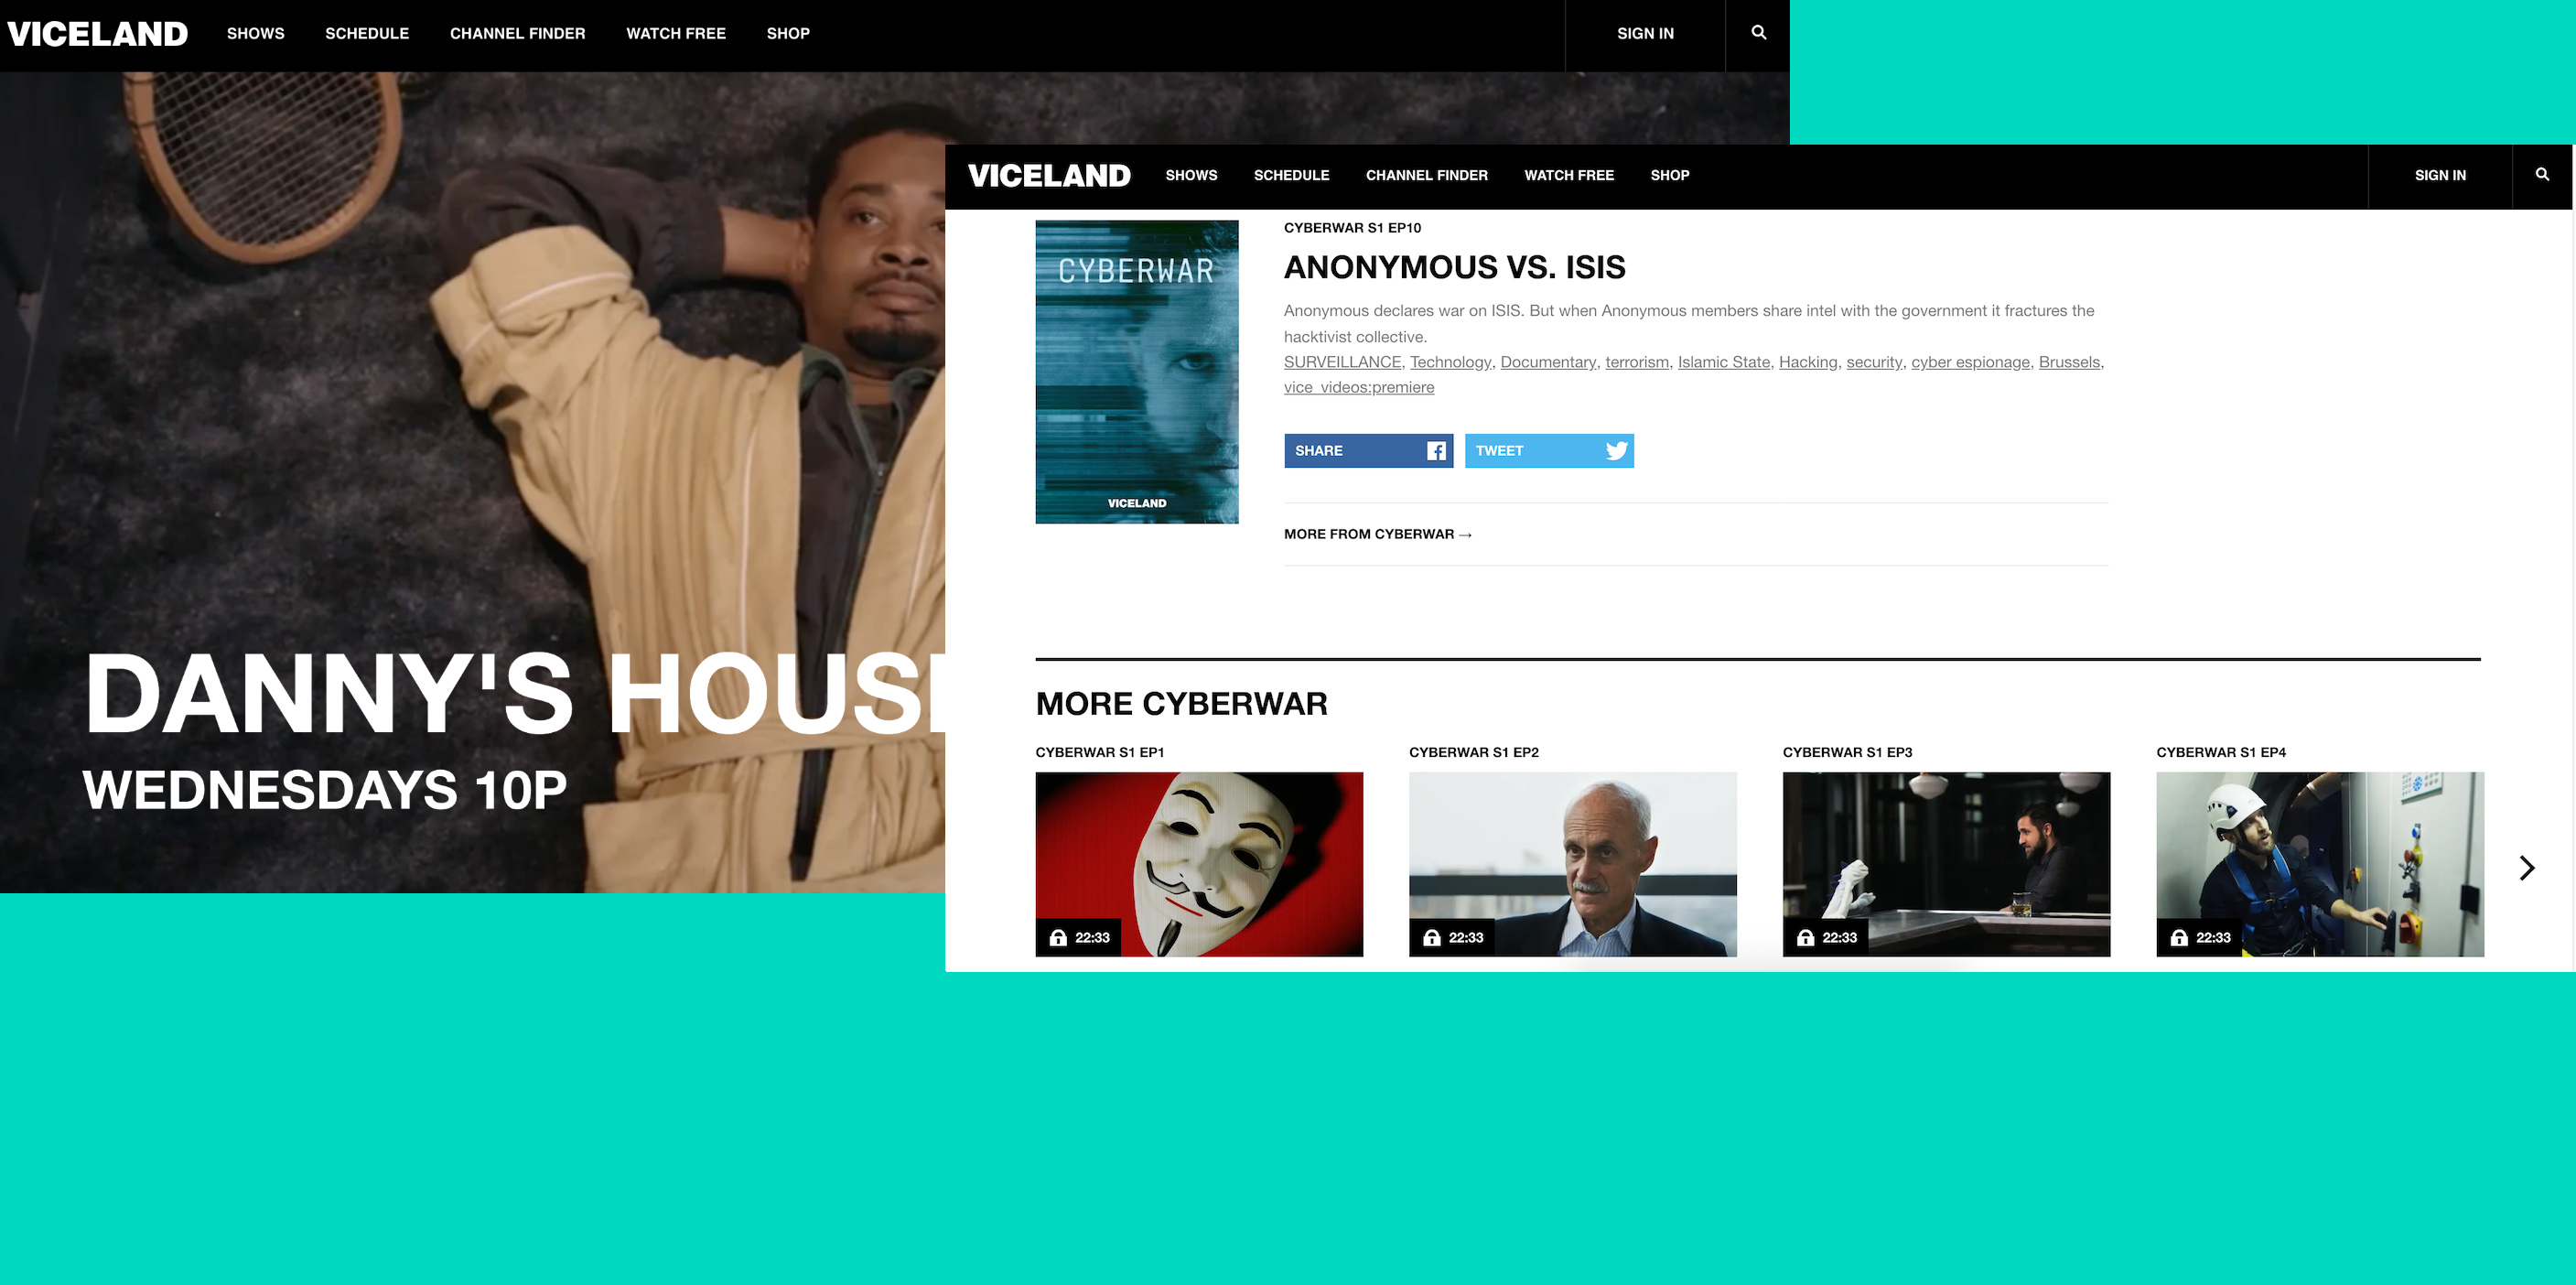 VICELAND SHOWS SCHEDULE CHANNEL FINDER WATCH FREE SHOP SIGN IN
DANNY'S HOUSE
WEDNESDAYS 10P
VICELAND SHOWS SCHEDULE CHANNEL FINDER WATCH FREE SHOP SIGN IN
CYBERWAR
VICELAND
CYBERWAR S1 EP10
ANONYMOUS VS. ISIS
Anonymous declares war on ISIS. But when Anonymous members share intel with the government it fractures the
hacktivist collective.
SURVEILLANCE, Technology, Documentary, terrorism, Islamic State, Hacking, security, cyber espionage, Brussels,
vice_videos:premiere
SHARE TWEET
MORE FROM CYBERWAR →
MORE CYBERWAR
CYBERWAR S1 EP1 CYBERWAR S1 EP2 CYBERWAR S1 EP3 CYBERWAR S1 EP4
22:33 22:33 22:33 22:33